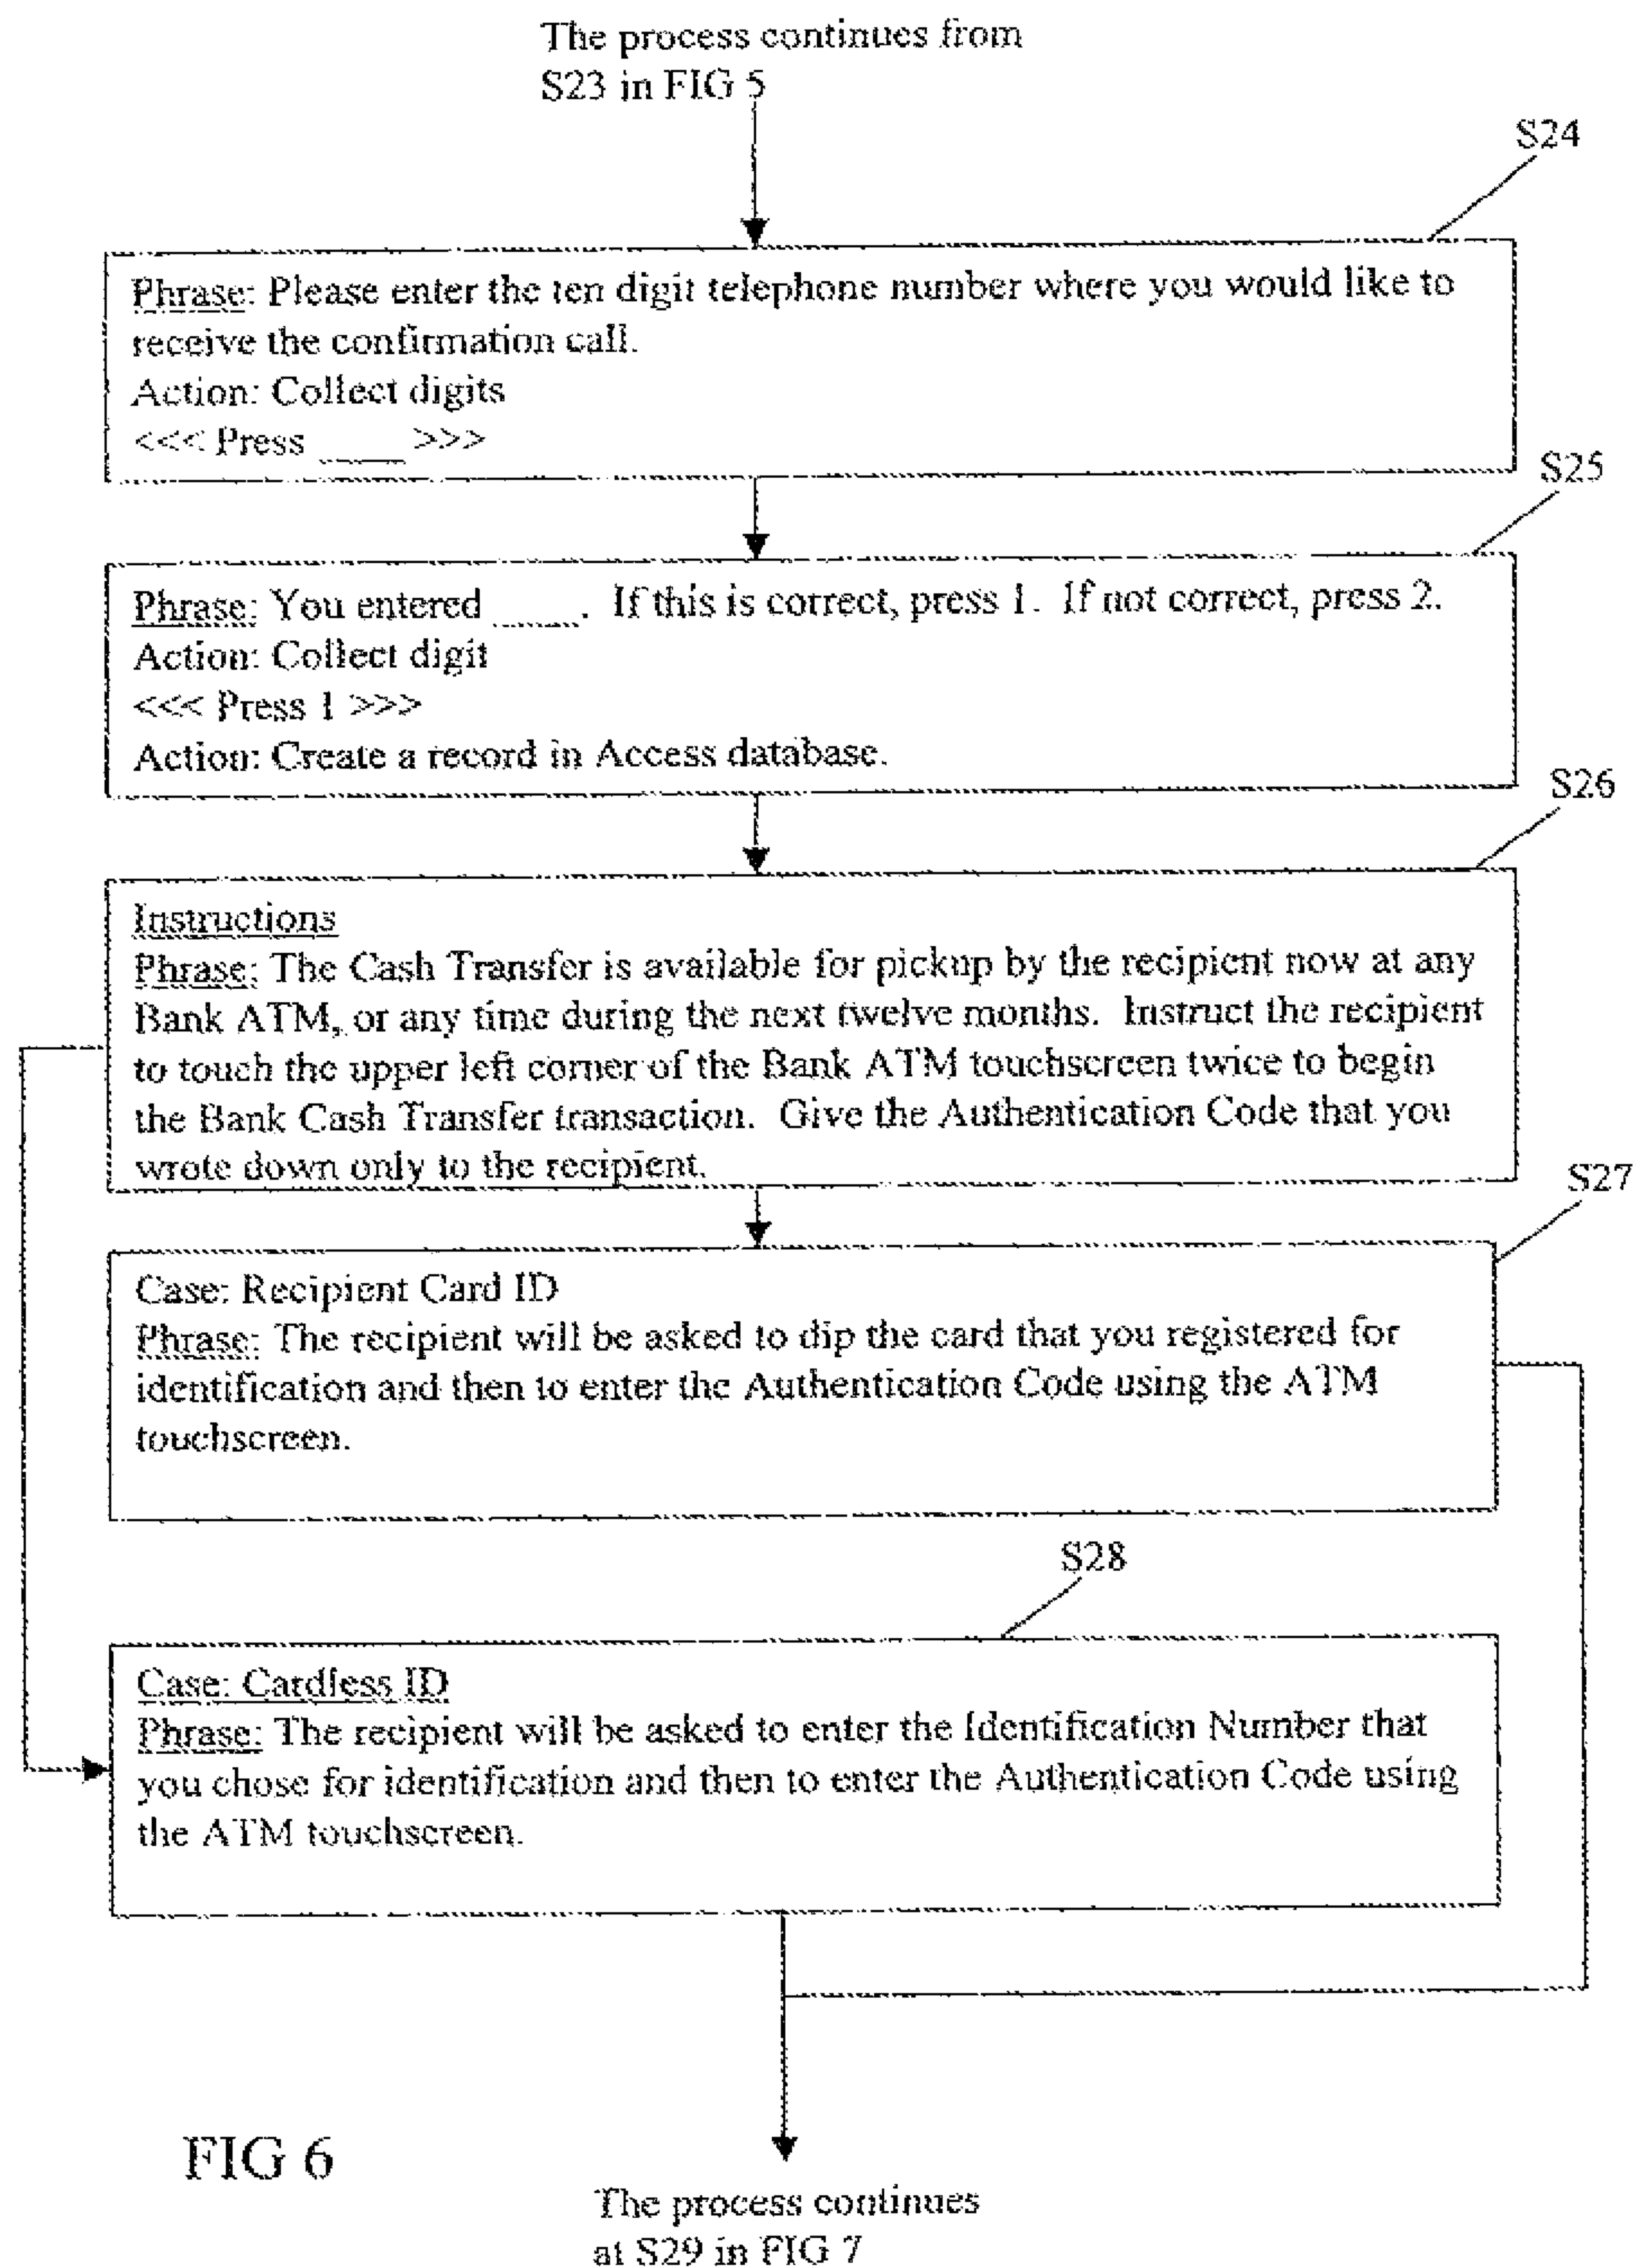 The process continues from
S23 in FIG 5
S24
Phrase: Please enter the ten digit telephone number where you would like to
receive the confirmation call.
Action: Collect digits
<<< Press ____ >>>
S25
Phrase: You entered ____. If this is correct, press 1. If not correct, press 2.
Action: Collect digit
<<< Press 1 >>>
Action: Create a record in Access database.
S26
Instructions
Phrase: The Cash Transfer is available for pickup by the recipient now at any
Bank ATM, or any time during the next twelve months. Instruct the recipient
to touch the upper left corner of the Bank ATM touchscreen twice to begin
the Bank Cash Transfer transaction. Give the Authentication Code that you
wrote down only to the recipient.
S27
Case: Recipient Card ID
Phrase: The recipient will be asked to dip the card that you registered for
identification and then to enter the Authentication Code using the ATM
touchscreen.
S28
Case: Cardless ID
Phrase: The recipient will be asked to enter the Identification Number that
you chose for identification and then to enter the Authentication Code using
the ATM touchscreen.
FIG 6
The process continues
at S29 in FIG 7